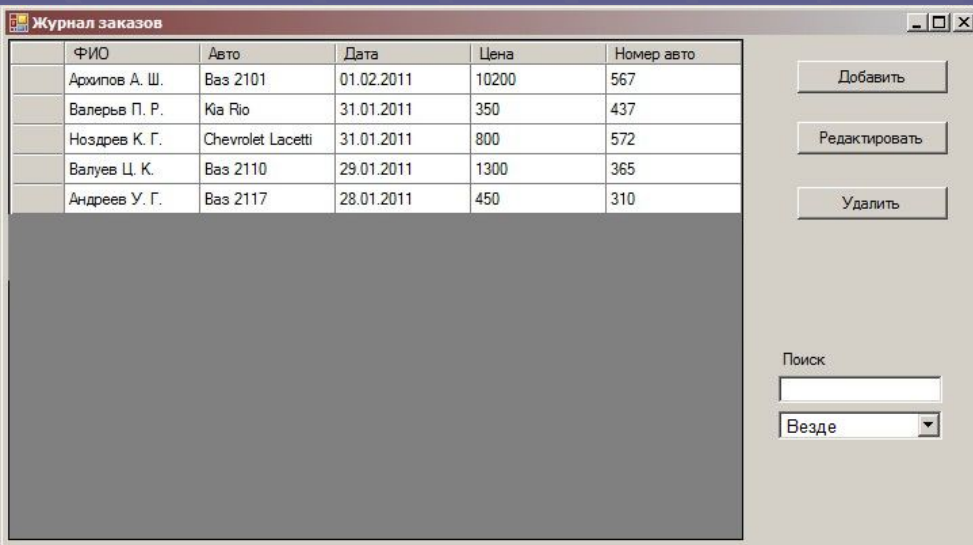 Журнал заказов
ФИО Авто Дата Цена Номер авто
Архипов А. Ш. Ваз 2101 01.02.2011 10200 567
Валерьв П. Р. Kia Rio 31.01.2011 350 437
Ноздрев К. Г. Chevrolet Lacetti 31.01.2011 800 572
Валуев Ц. К. Ваз 2110 29.01.2011 1300 365
Андреев У. Г. Ваз 2117 28.01.2011 450 310
Добавить
Редактировать
Удалить
Поиск
Везде